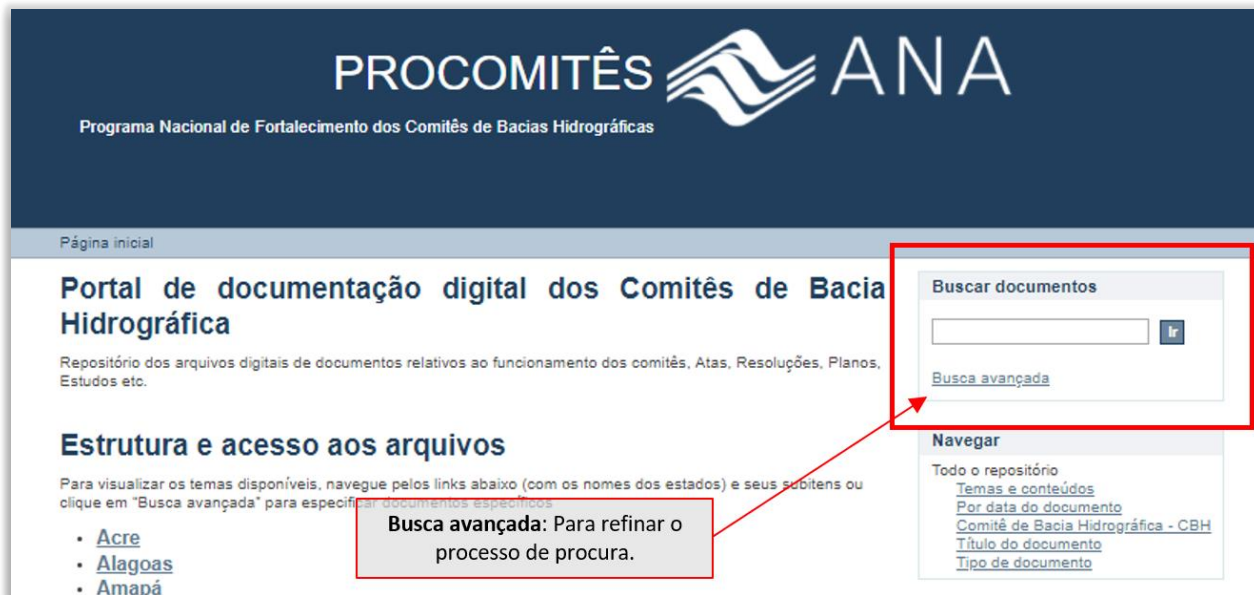 PROCOMITÊS ANA
Programa Nacional de Fortalecimento dos Comitês de Bacias Hidrográficas
Página inicial
Portal de documentação digital dos Comitês de Bacia
Hidrográfica
Repositório dos arquivos digitais de documentos relativos ao funcionamento dos comitês, Atas, Resoluções, Planos,
Estudos etc.
Estrutura e acesso aos arquivos
Para visualizar os temas disponíveis, navegue pelos links abaixo (com os nomes dos estados) e seus subitens ou
clique em "Busca avançada" para especificar documentos específicos
• Acre
• Alagoas
• Amapá
Busca avançada: Para refinar o
processo de procura.
Buscar documentos
Ir
Busca avançada
Navegar
Todo o repositório
Temas e conteúdos
Por data do documento
Comitê de Bacia Hidrográfica - CBH
Título do documento
Tipo de documento